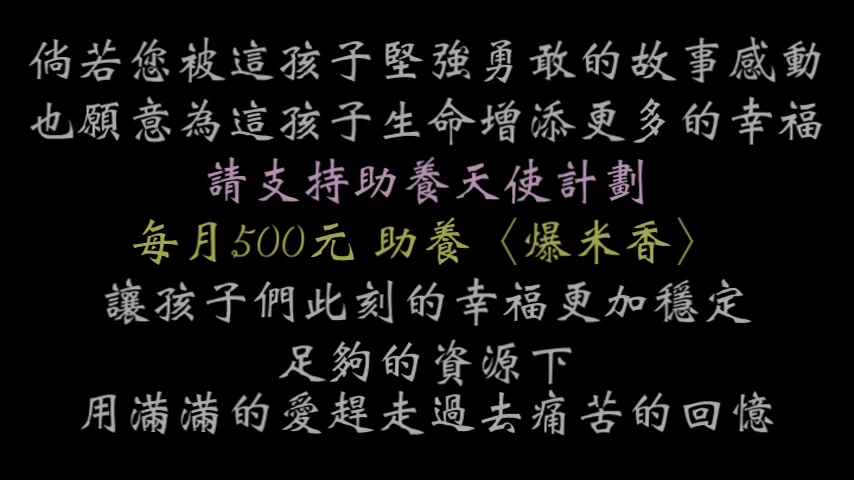 倘若您被這孩子堅強勇敢的故事感動
也願意為這孩子生命增添更多的幸福
請支持助養天使計劃
每月500元 助養〈爆米香〉
讓孩子們此刻的幸福更加穩定
足夠的資源下
用滿滿的愛趕走過去痛苦的回憶